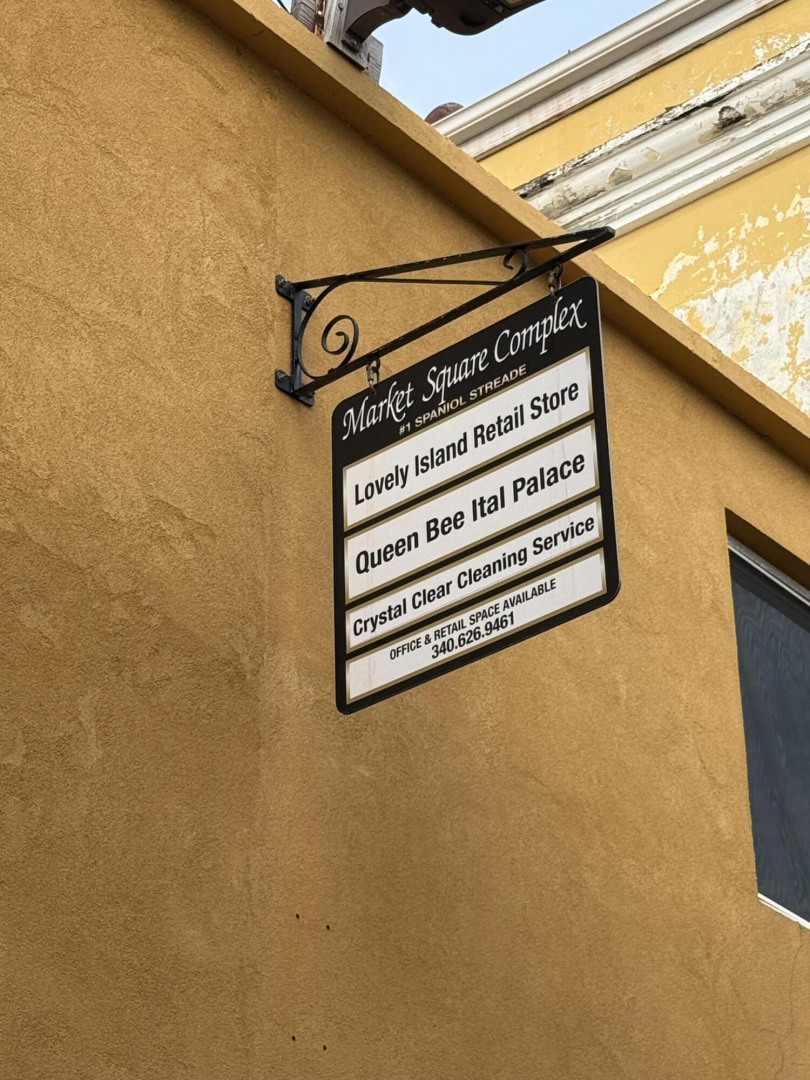 Market Square Complex
#1 SPANIOL STREADE
Lovely Island Retail Store
Queen Bee Ital Palace
Crystal Clear Cleaning Service
OFFICE & RETAIL SPACE AVAILABLE
340.626.9461